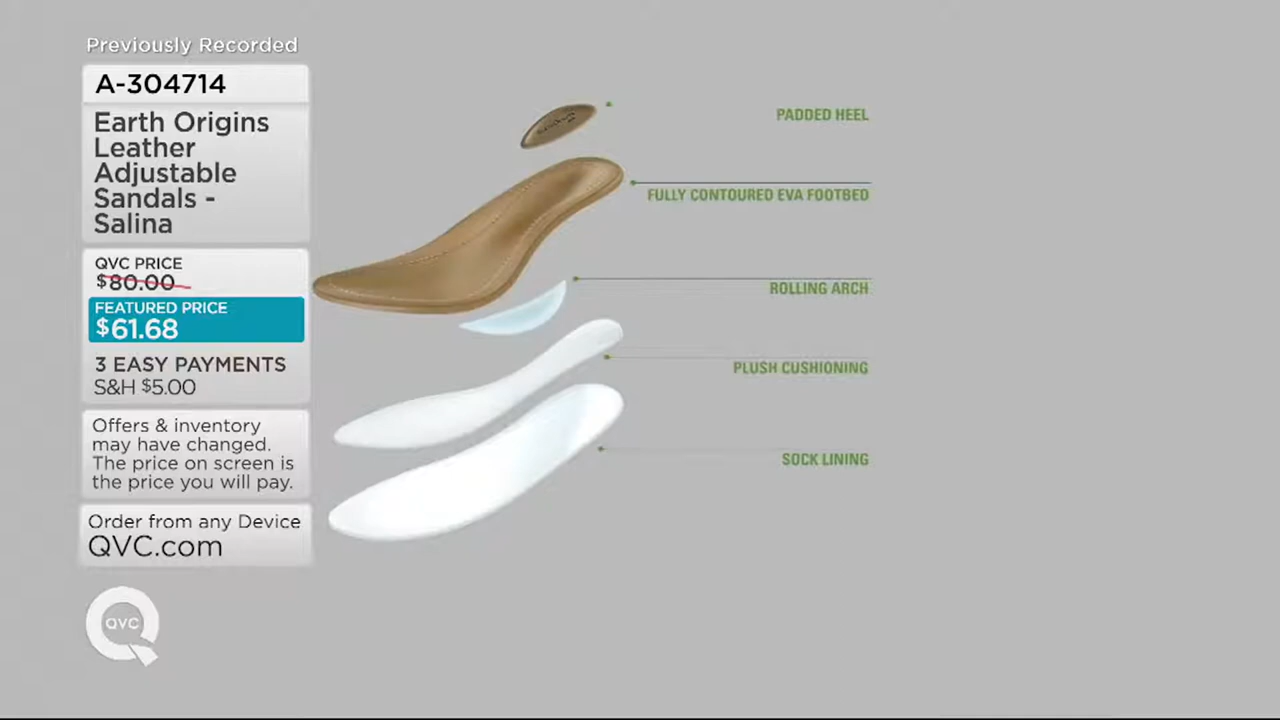 Previously Recorded
A-304714
Earth Origins
Leather
Adjustable
Sandals -
Salina
QVC PRICE
$80.00
FEATURED PRICE
$61.68
3 EASY PAYMENTS
S&H $5.00
Offers & inventory
may have changed.
The price on screen is
the price you will pay.
Order from any Device
QVC.com
QVC
PADDED HEEL
FULLY CONTOURED EVA FOOTBED
ROLLING ARCH
PLUSH CUSHIONING
SOCK LINING